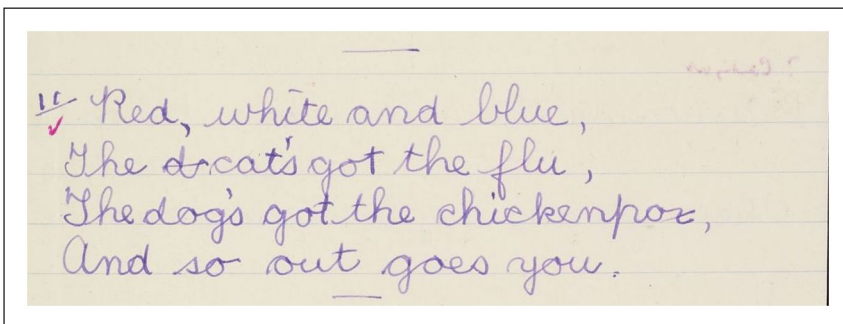 11 Red, white and blue,
The cat's got the flu,
The dog's got the chickenpox,
And so out goes you.